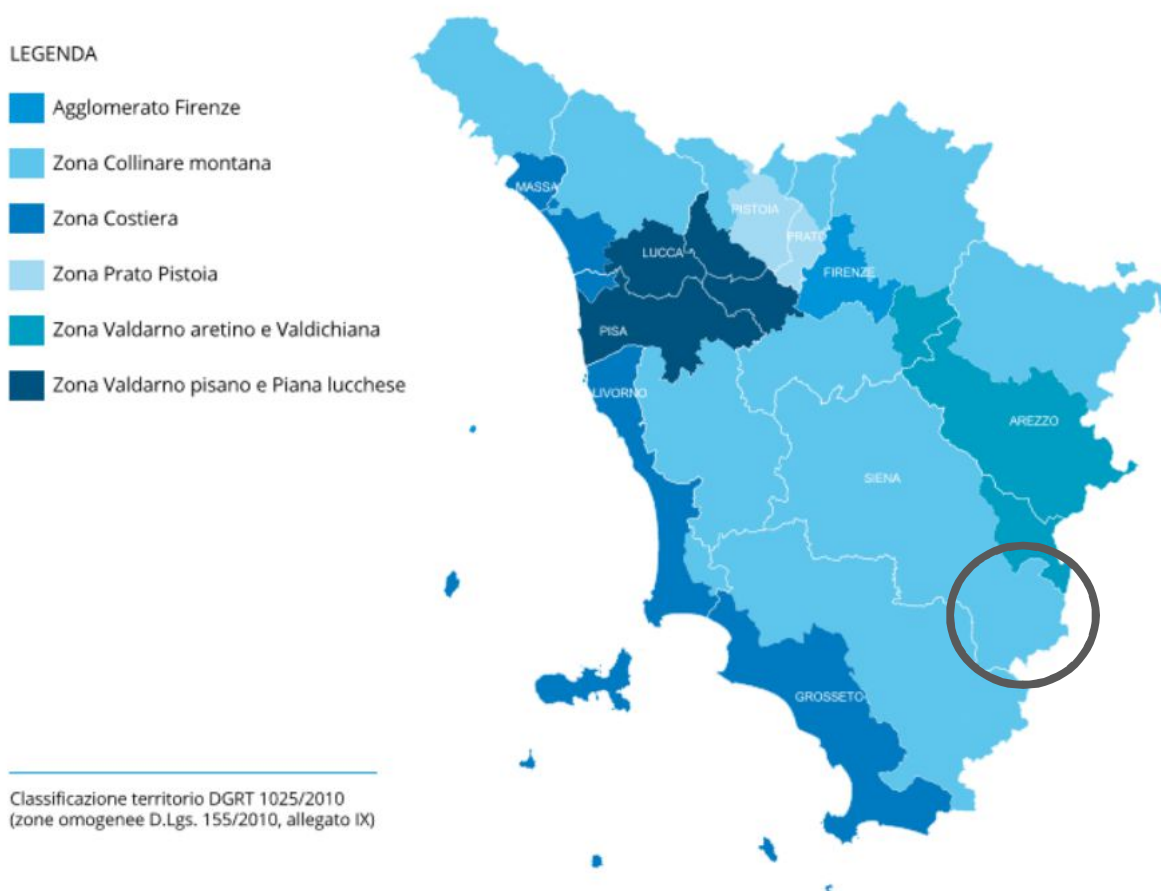 LEGENDA
Agglomerato Firenze
Zona Collinare montana
Zona Costiera
Zona Prato Pistoia
Zona Valdarno aretino e Valdichiana
Zona Valdarno pisano e Piana lucchese
Classificazione territorio DGRT 1025/2010
(zone omogenee D.Lgs. 155/2010, allegato IX)
MASSA
PISTOIA
PRATO
LUCCA
FIRENZE
PISA
LIVORNO
AREZZO
SIENA
GROSSETO